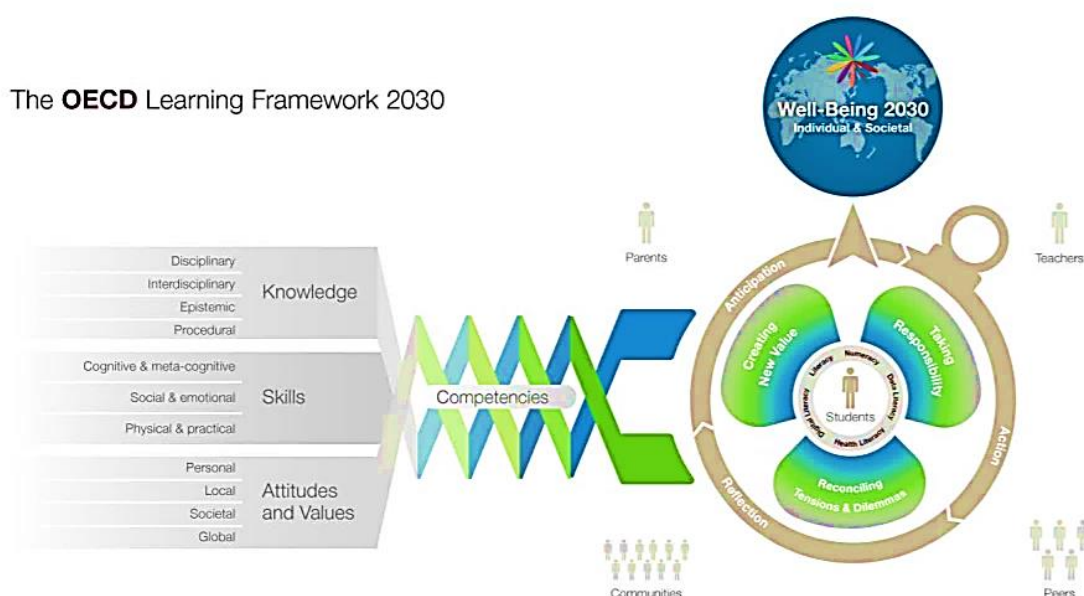 The OECD Learning Framework 2030
Well-Being 2030
Individual & Societal
Parents
Teachers
Disciplinary
Interdisciplinary
Epistemic
Procedural
Knowledge
Cognitive & meta-cognitive
Social & emotional
Physical & practical
Skills
Personal
Local
Societal
Global
Attitudes
and Values
Competencies
Anticipation
Action
Reflection
Creating
New Value
Taking
Responsibility
Reconciling
Tensions & Dilemmas
Literacy
Numeracy
Data Literacy
Health Literacy
Digital Literacy
Students
Communities
Peers